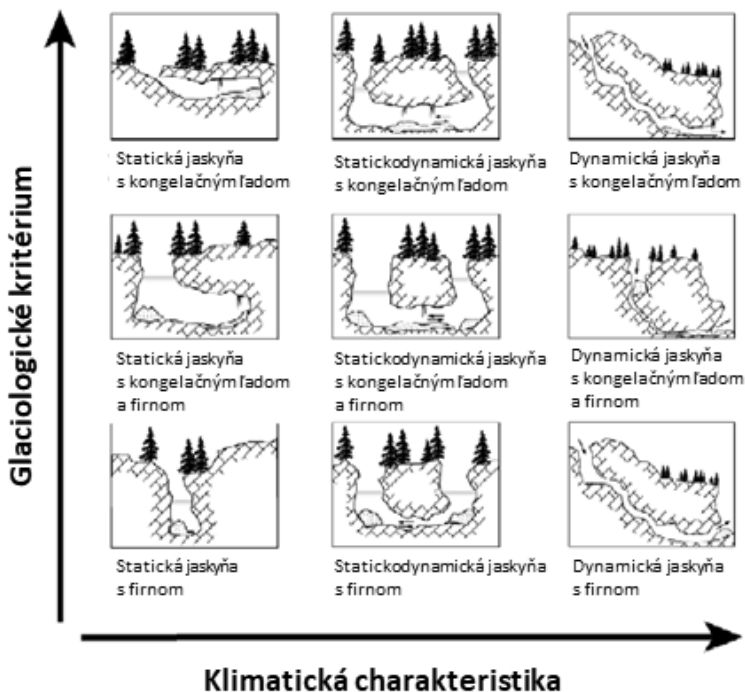 Glaciologické kritérium
Statická jaskyňa
s kongelačným ľadom
Statickodynamická jaskyňa
s kongelačným ľadom
Dynamická jaskyňa
s kongelačným ľadom
Statická jaskyňa
s kongelačným ľadom
a firnom
Statickodynamická jaskyňa
s kongelačným ľadom
a firnom
Dynamická jaskyňa
s kongelačným ľadom
a firnom
Statická jaskyňa
s firnom
Statickodynamická jaskyňa
s firnom
Dynamická jaskyňa
s firnom
Klimatická charakteristika